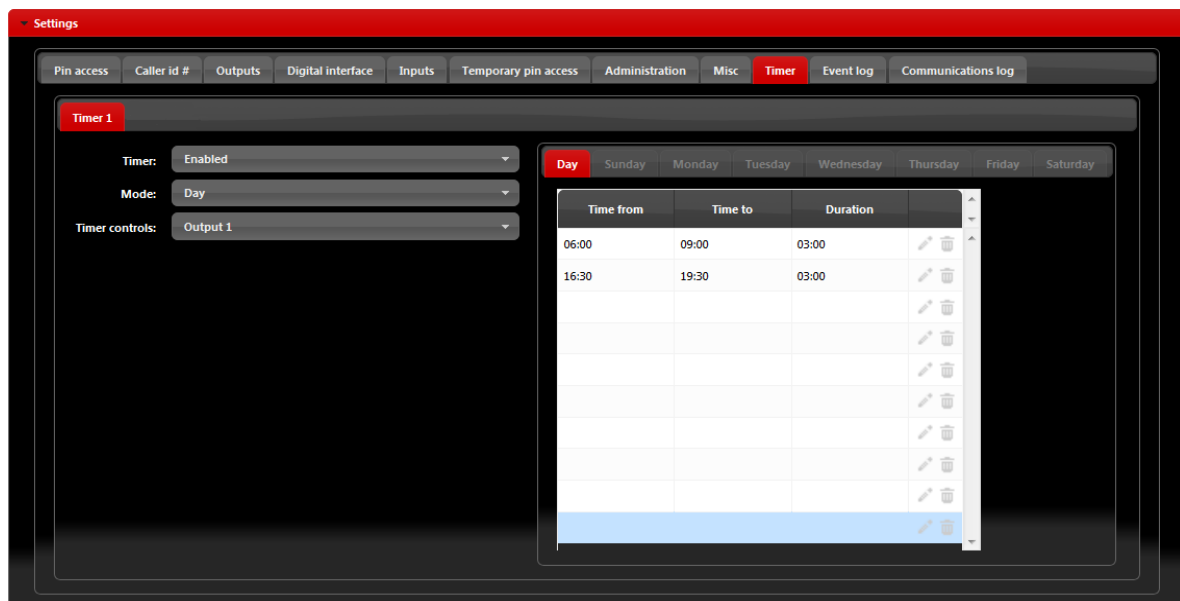 Settings
Pin access Caller id # Outputs Digital interface Inputs Temporary pin access Administration Misc Timer Event log Communications log
Timer 1
Timer: Enabled
Mode: Day
Timer controls: Output 1
Day Sunday Monday Tuesday Wednesday Thursday Friday Saturday
Time from Time to Duration
06:00 09:00 03:00
16:30 19:30 03:00